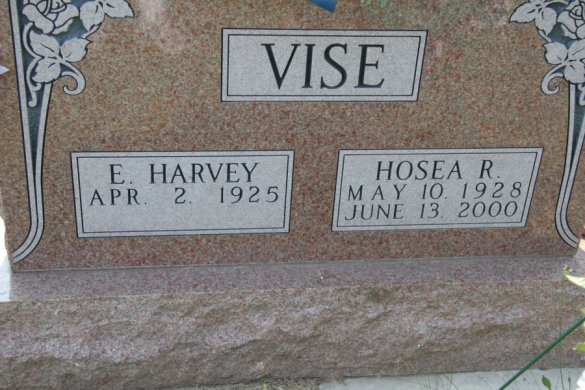 VISE
E. HARVEY
APR. 2. 1925
HOSEA R.
MAY 10. 1928
JUNE 13. 2000